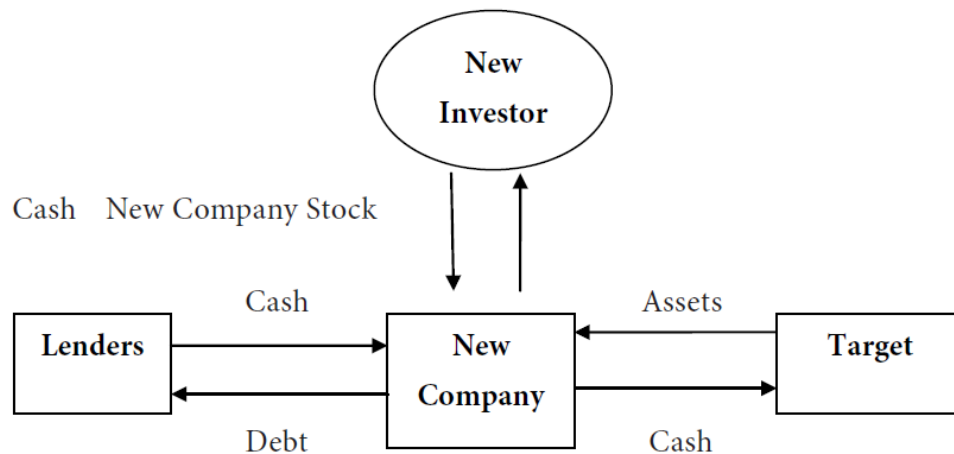 New
Investor
Cash New Company Stock
Cash
Assets
Lenders
New
Company
Target
Debt
Cash